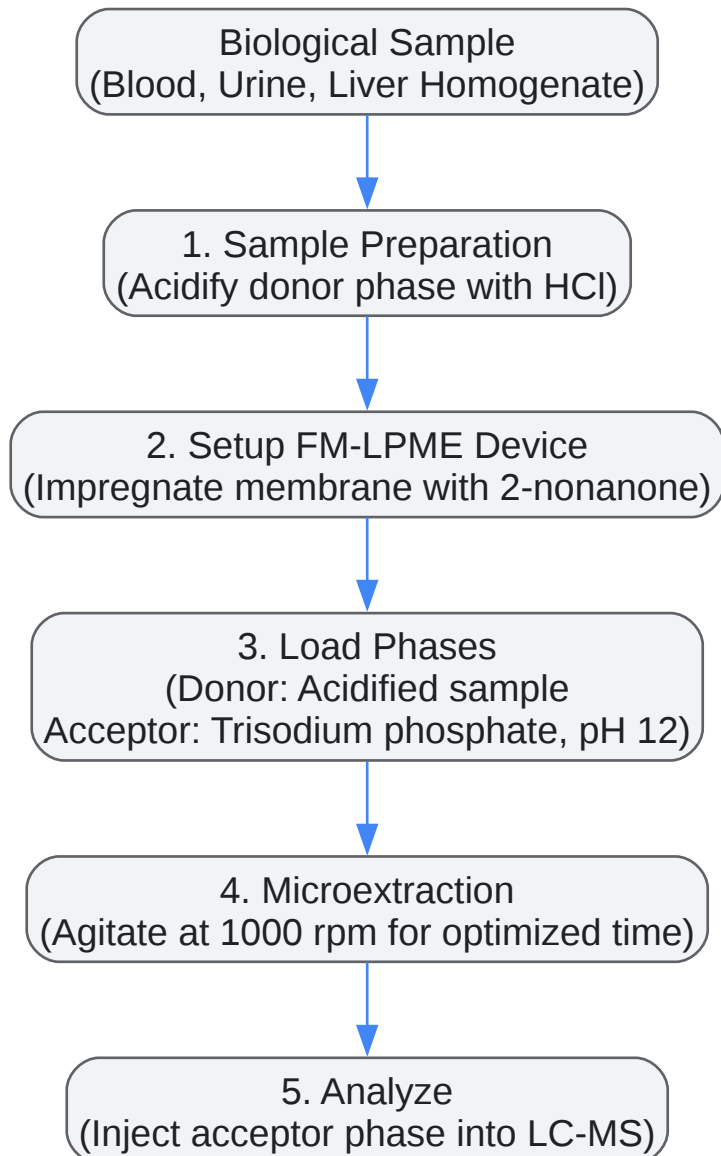 Biological Sample
(Blood, Urine, Liver Homogenate)
1. Sample Preparation
(Acidify donor phase with HCl)
2. Setup FM-LPME Device
(Impregnate membrane with 2-nonanone)
3. Load Phases
(Donor: Acidified sample
Acceptor: Trisodium phosphate, pH 12)
4. Microextraction
(Agitate at 1000 rpm for optimized time)
5. Analyze
(Inject acceptor phase into LC-MS)